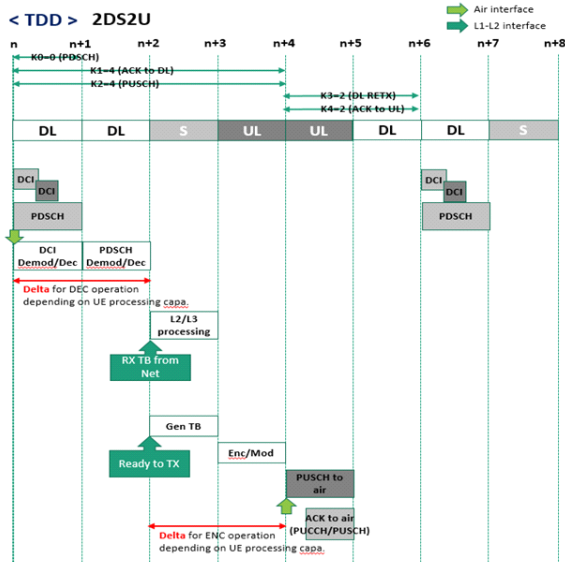 < TDD > 2DS2U
Air interface
L1-L2 interface
n n+1 n+2 n+3 n+4 n+5 n+6 n+7 n+8
K0=0 (PDSCH)
K1=4 (ACK to DL)
K2=4 (PUSCH)
K3=2 (DL RETX)
K4=2 (ACK to UL)
DL DL S UL UL DL DL S
DCI
DCI
PDSCH
DCI
DCI
PDSCH
DCI
Demod/Dec
PDSCH
Demod/Dec
Delta for DEC operation
depending on UE processing capa.
L2/L3
processing
RX TB from
Net
Gen TB
Ready to TX
Enc/Mod
PUSCH to
air
ACK to air
(PUCCH/PUSCH)
Delta for ENC operation
depending on UE processing capa.